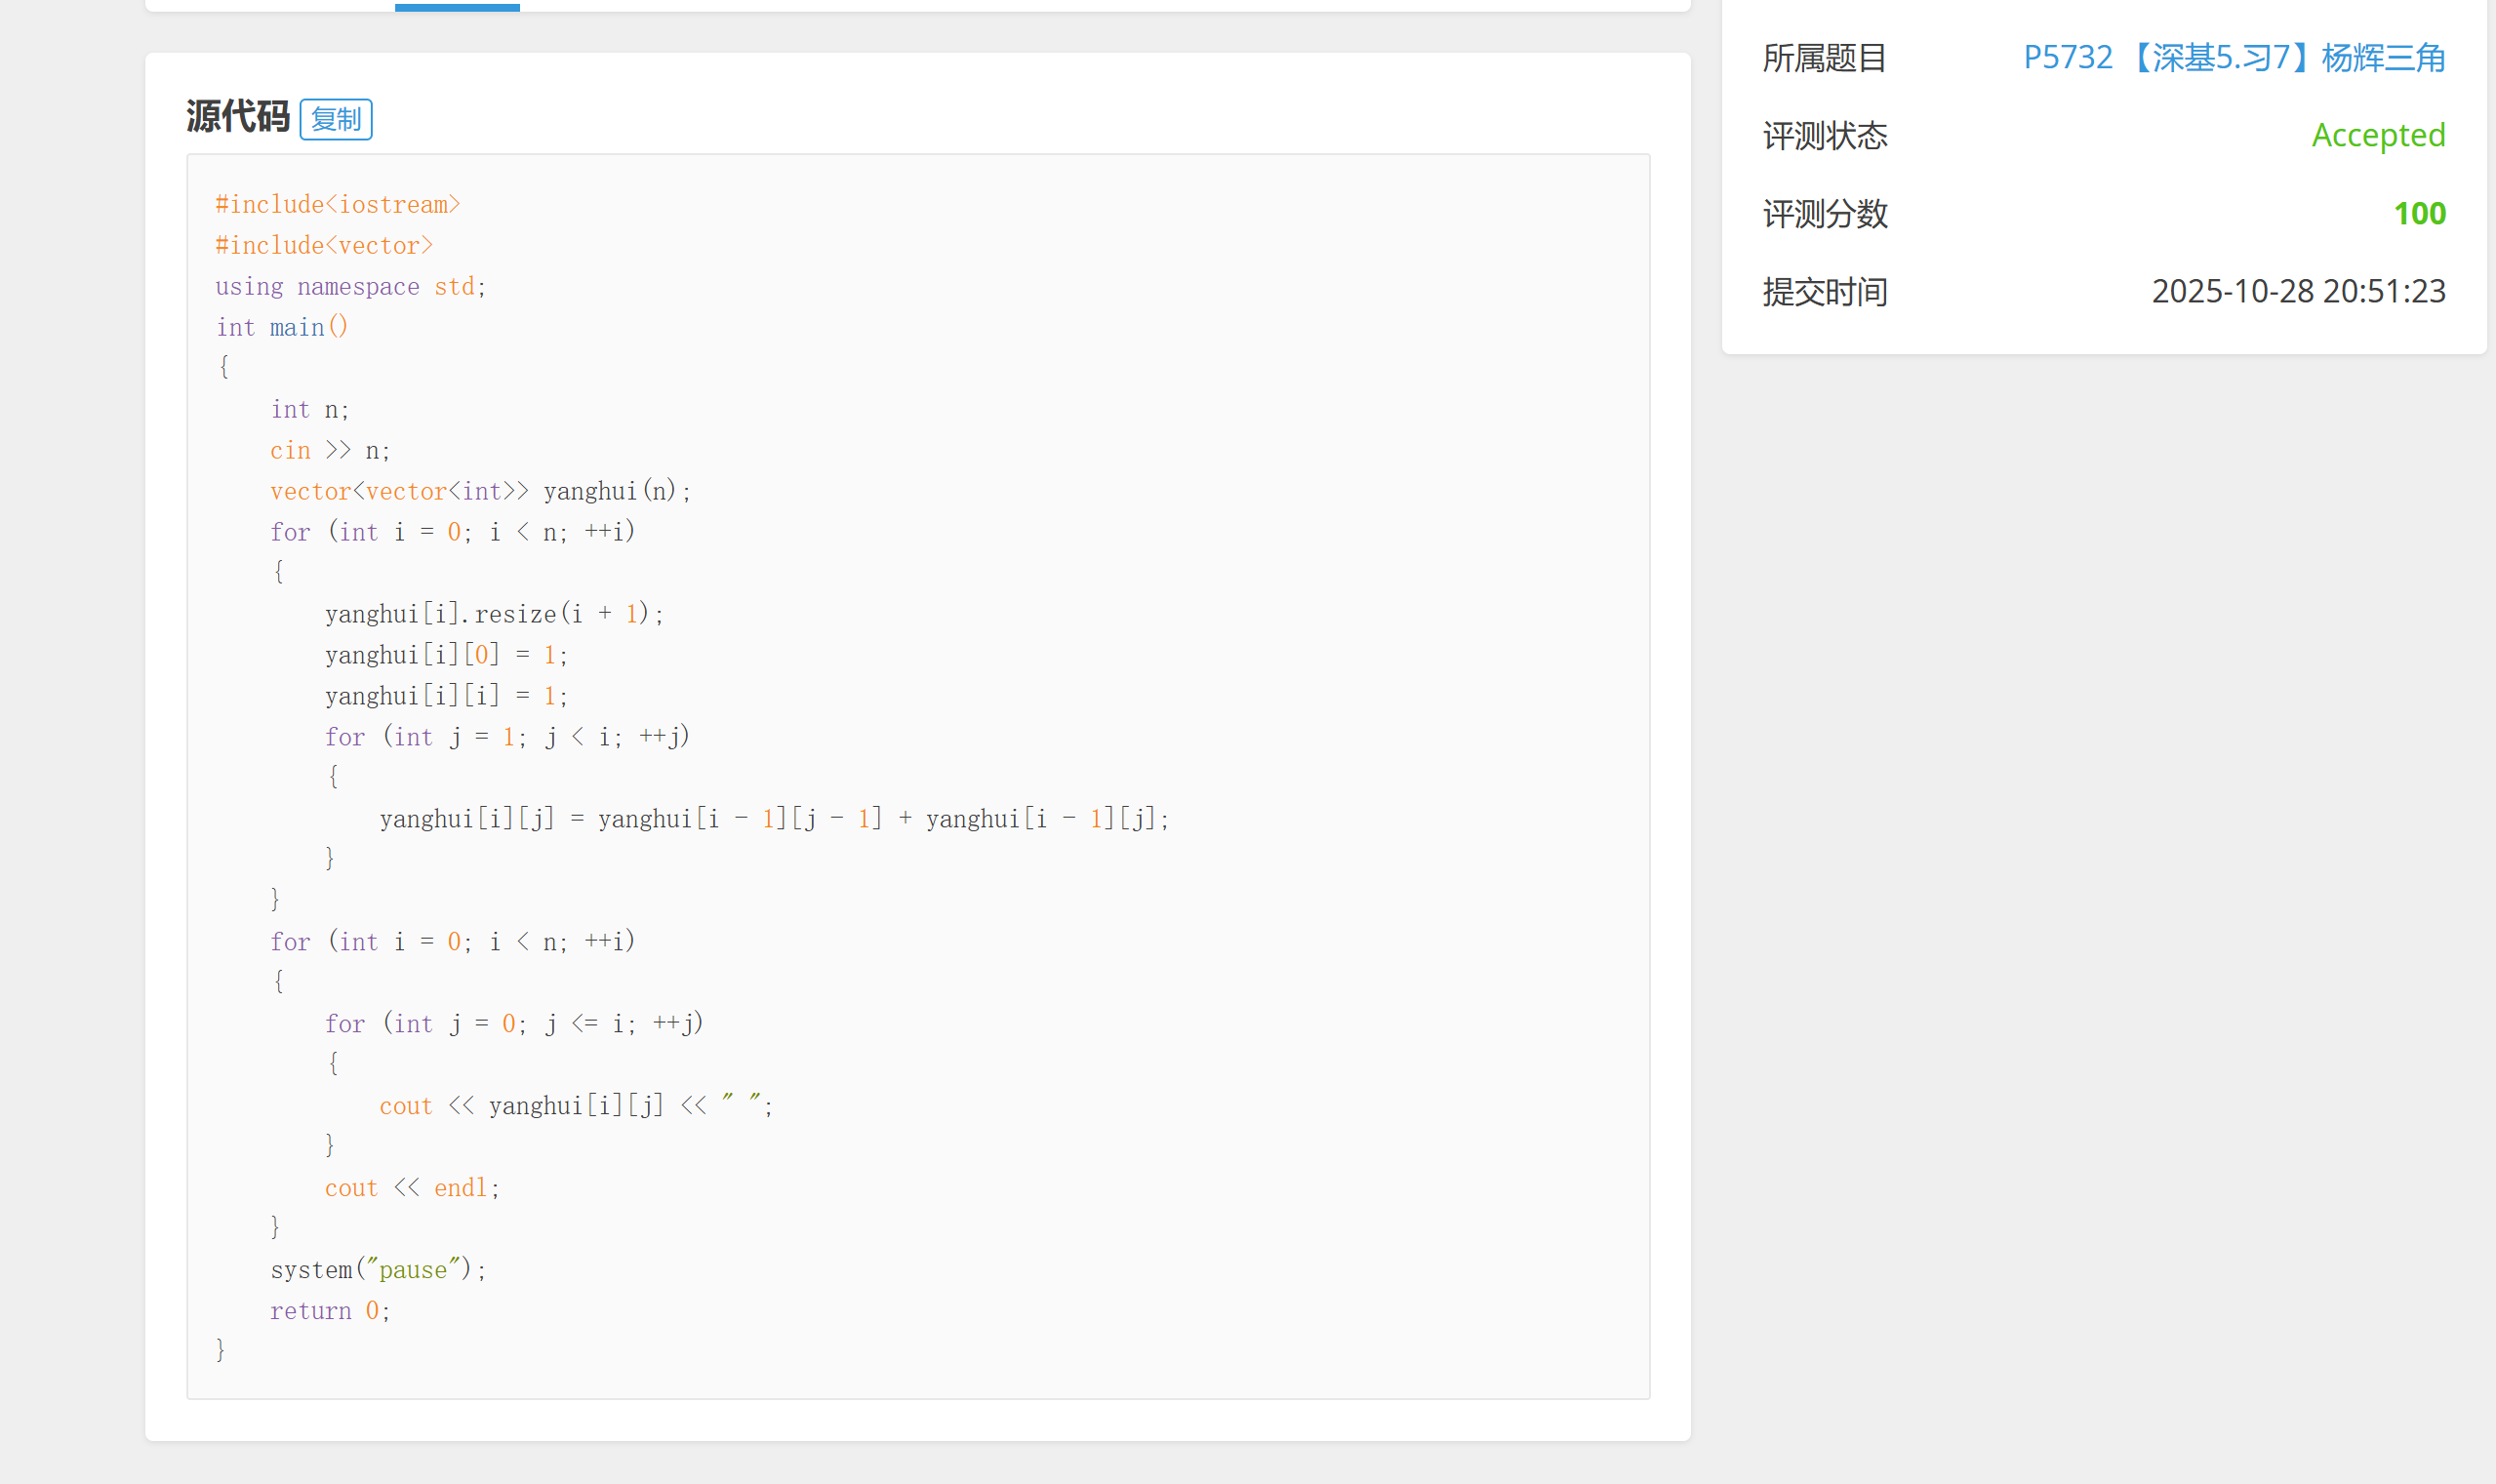 源代码 复制
#include<iostream>
#include<vector>
using namespace std;
int main()
{
    int n;
    cin >> n;
    vector<vector<int>> yanghui(n);
    for (int i = 0; i < n; ++i)
    {
        yanghui[i].resize(i + 1);
        yanghui[i][0] = 1;
        yanghui[i][i] = 1;
        for (int j = 1; j < i; ++j)
        {
            yanghui[i][j] = yanghui[i - 1][j - 1] + yanghui[i - 1][j];
        }
    }
    for (int i = 0; i < n; ++i)
    {
        for (int j = 0; j <= i; ++j)
        {
            cout << yanghui[i][j] << " ";
        }
        cout << endl;
    }
    system("pause");
    return 0;
}
所属题目 P5732 【深基5.习7】杨辉三角
评测状态 Accepted
评测分数 100
提交时间 2025-10-28 20:51:23